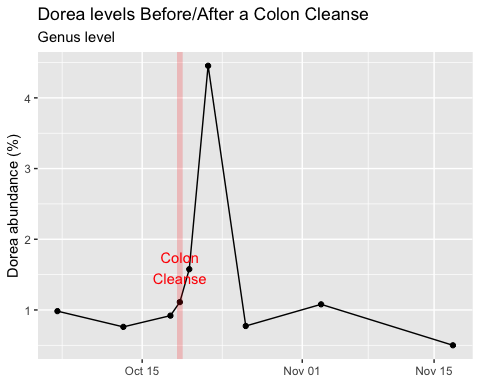 Dorea levels Before/After a Colon Cleanse
Genus level
Dorea abundance (%)
4
3
2
1
Colon
Cleanse
Oct 15
Nov 01
Nov 15